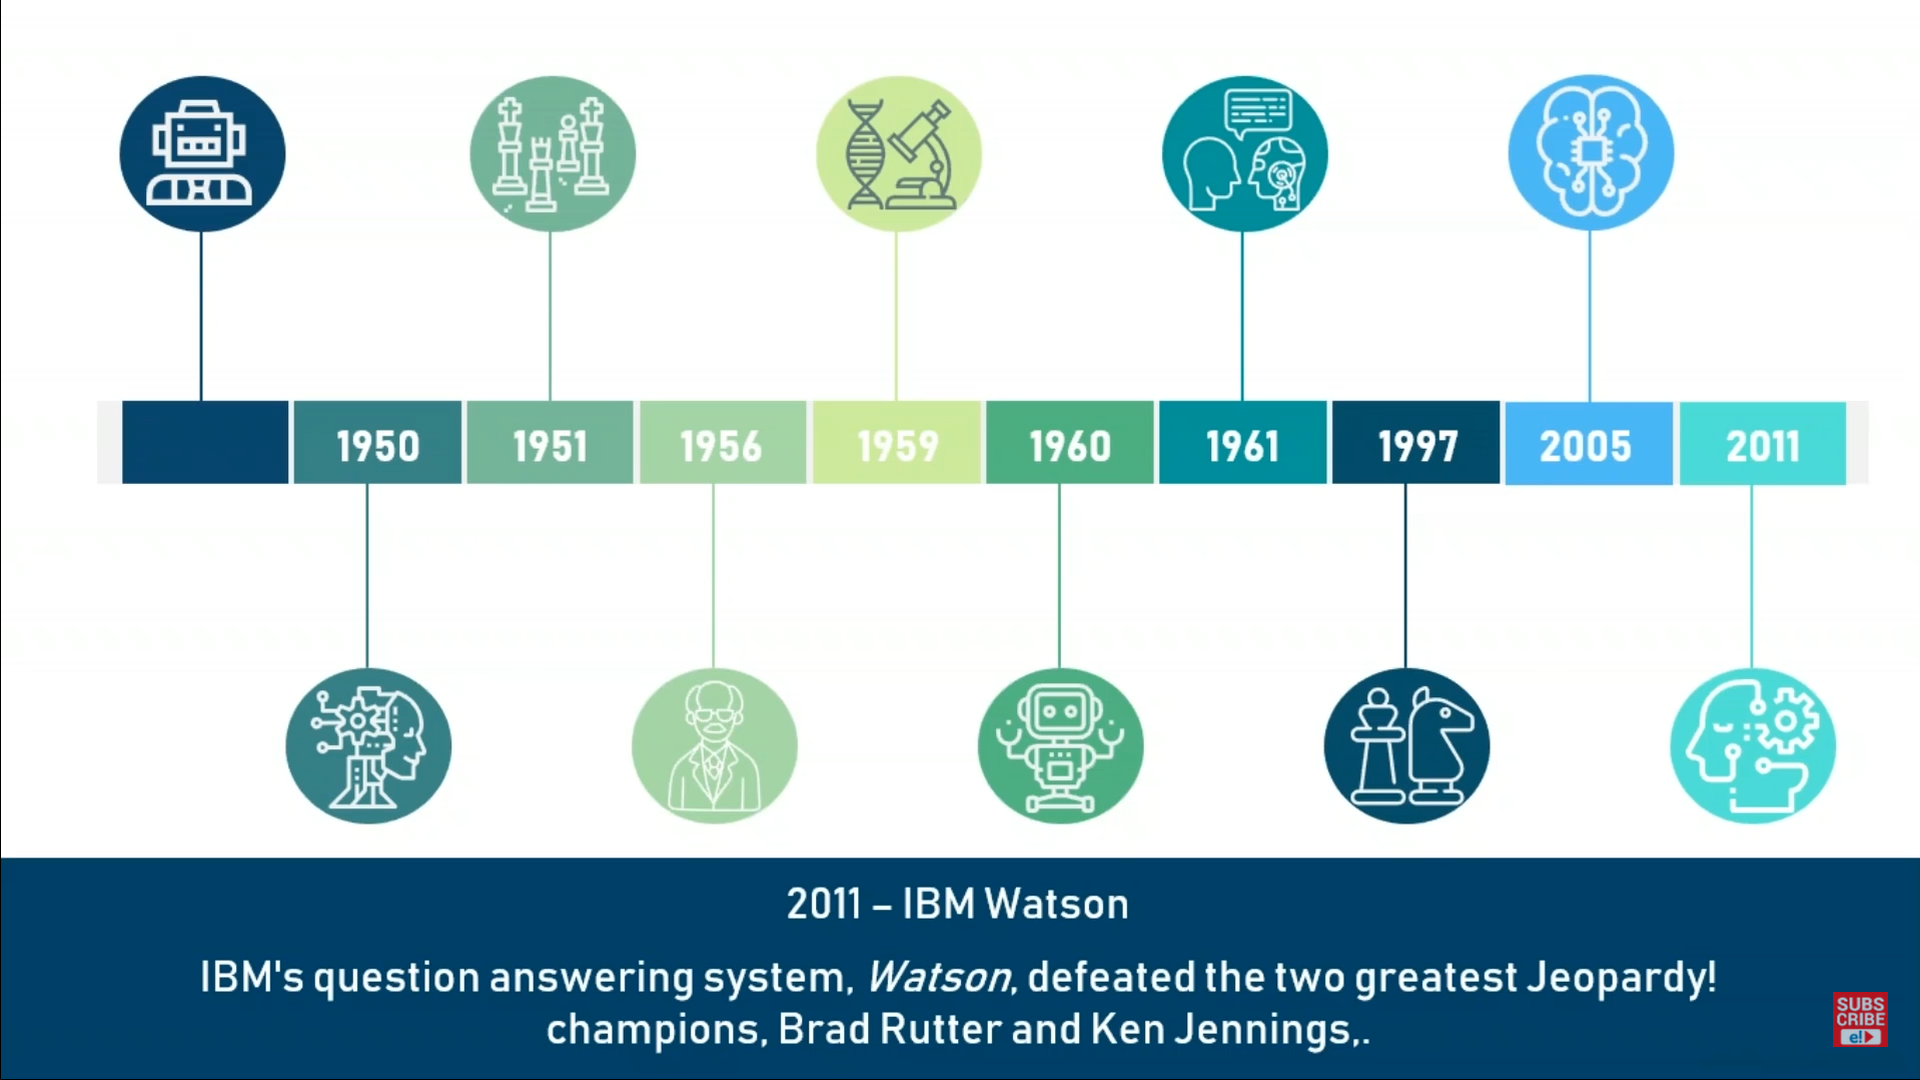 1950 1951 1956 1959 1960 1961 1997 2005 2011
2011 – IBM Watson
IBM's question answering system, Watson, defeated the two greatest Jeopardy!
champions, Brad Rutter and Ken Jennings,.
SUBS
CRIBE
e!